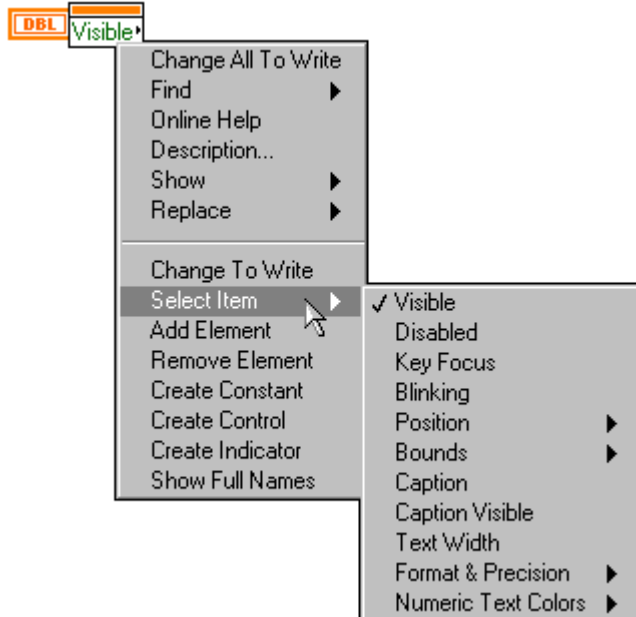 DBL
Visible
Change All To Write
Find
Online Help
Description...
Show
Replace
Change To Write
Select Item
Add Element
Remove Element
Create Constant
Create Control
Create Indicator
Show Full Names
Visible
Disabled
Key Focus
Blinking
Position
Bounds
Caption
Caption Visible
Text Width
Format & Precision
Numeric Text Colors